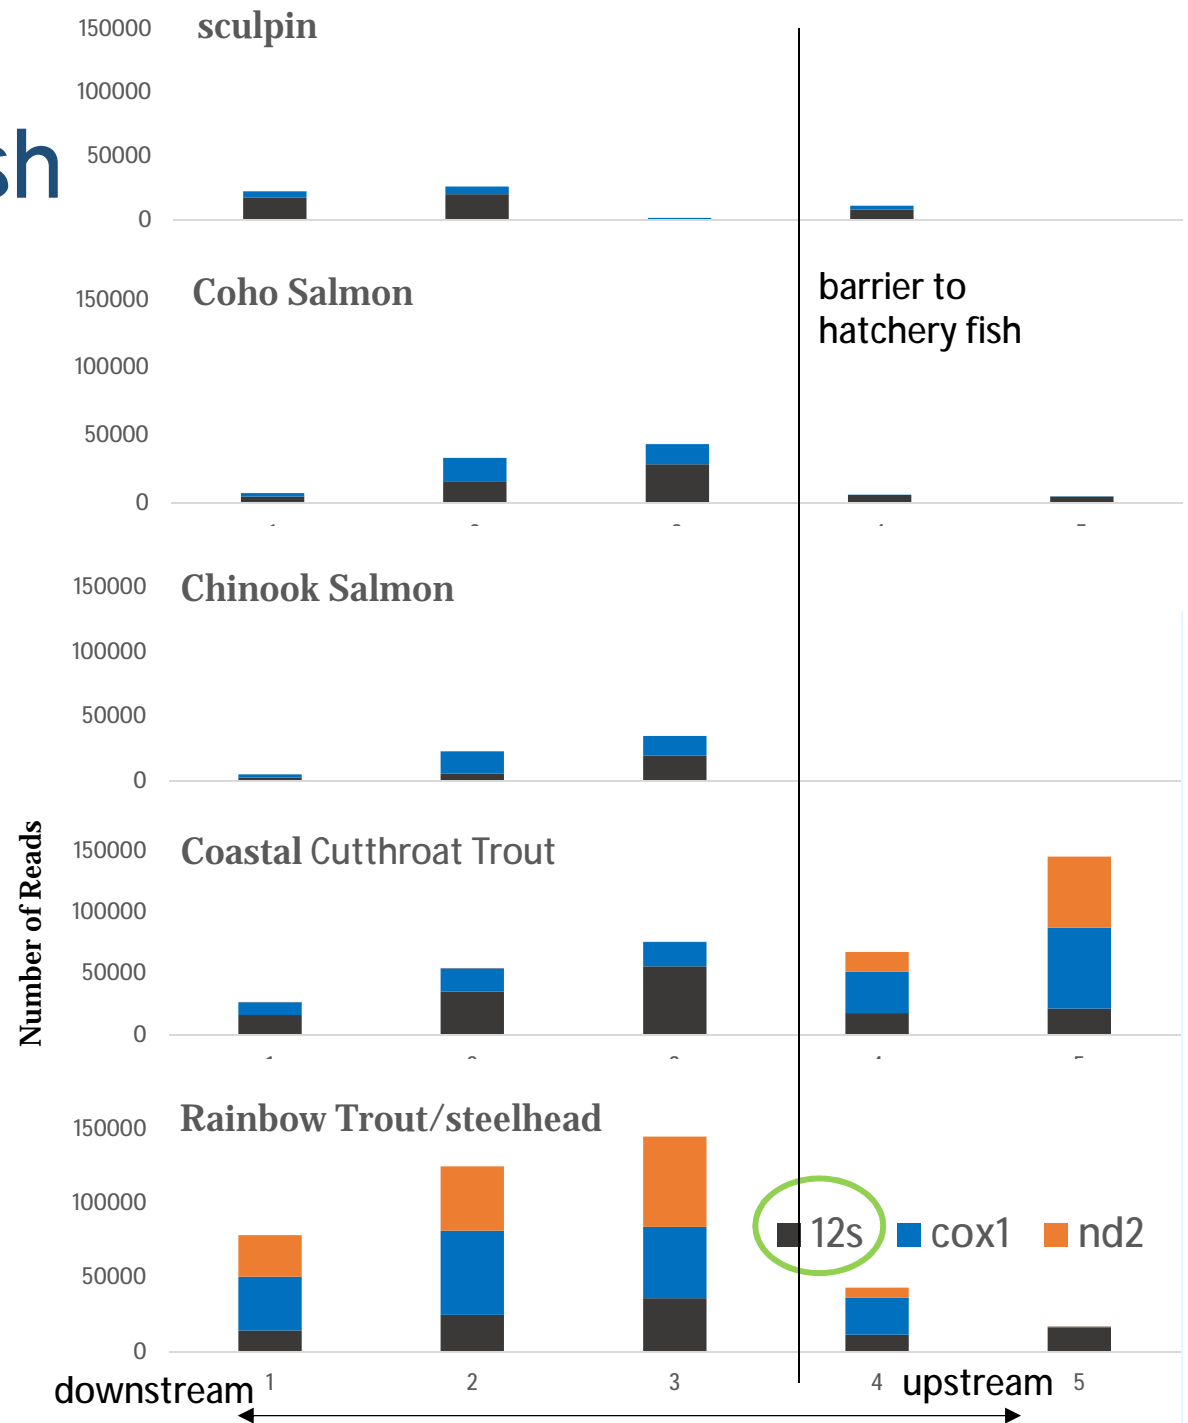 150000 sculpin
100000
sh
50000
0
150000 Coho Salmon
barrier to
hatchery fish
100000
50000
0
150000 Chinook Salmon
100000
50000
0
Number of Reads
150000 Coastal Cutthroat Trout
100000
50000
0
150000 Rainbow Trout/steelhead
100000
12s cox1 nd2
50000
0
downstream 1 2 3 4 upstream 5